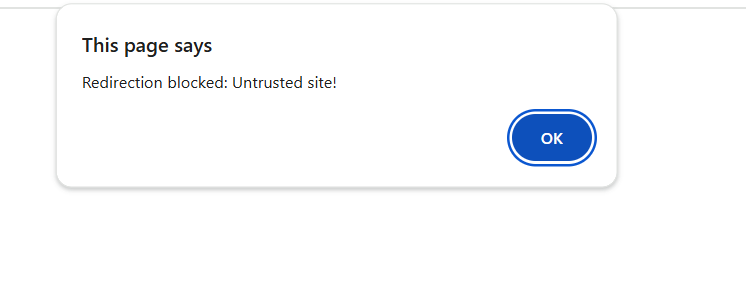 This page says
Redirection blocked: Untrusted site!
OK